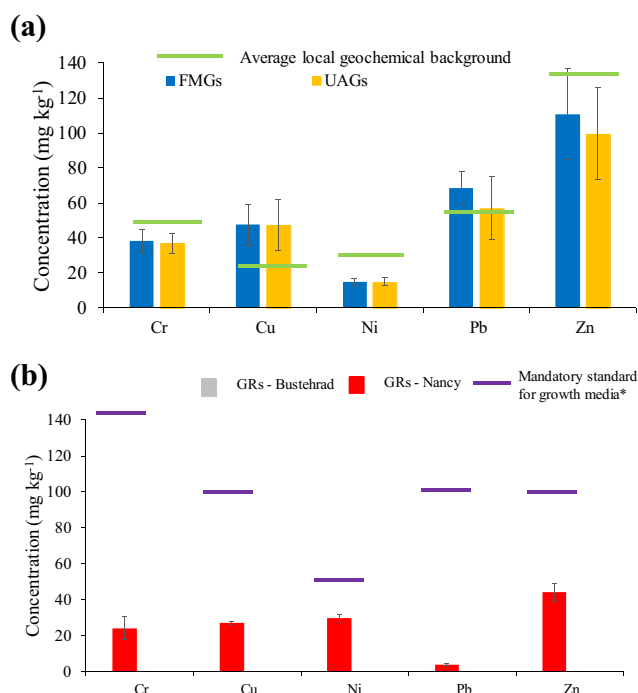 (a)
Average local geochemical background
FMGs UAGs
Concentration (mg kg-1)
140
120
100
80
60
40
20
0
Cr Cu Ni Pb Zn
(b)
GRs - Bustehrad GRs - Nancy Mandatory standard
for growth media*
Concentration (mg kg-1)
140
120
100
80
60
40
20
0
Cr Cu Ni Pb Zn